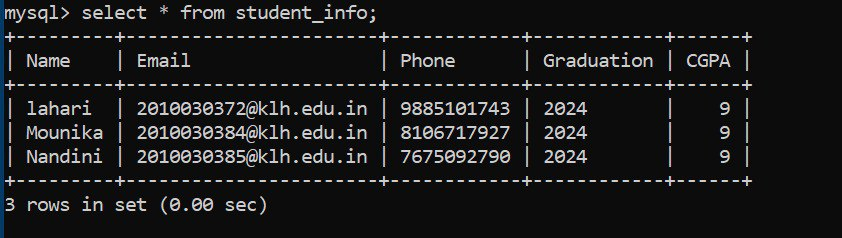 mysql> select * from student_info;
+---------+-----------------------+------------+------------+------+
| Name    | Email                 | Phone      | Graduation | CGPA |
+---------+-----------------------+------------+------------+------+
| lahari  | 2010030372@klh.edu.in | 9885101743 | 2024       |    9 |
| Mounika | 2010030384@klh.edu.in | 8106717927 | 2024       |    9 |
| Nandini | 2010030385@klh.edu.in | 7675092790 | 2024       |    9 |
+---------+-----------------------+------------+------------+------+
3 rows in set (0.00 sec)